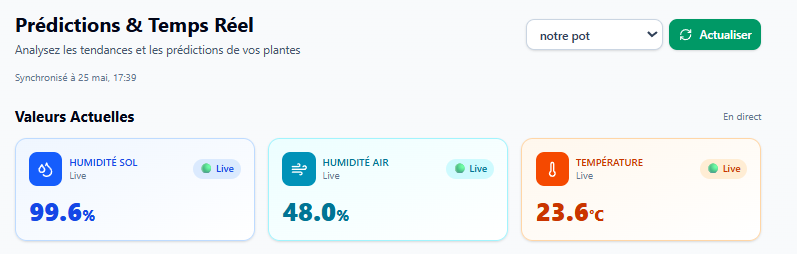 Prédictions & Temps Réel
Analysez les tendances et les prédictions de vos plantes
notre pot
Actualiser
Synchronisé à 25 mai, 17:39
Valeurs Actuelles
En direct
HUMIDITÉ SOL
Live
Live
99.6%
HUMIDITÉ AIR
Live
Live
48.0%
TEMPÉRATURE
Live
Live
23.6°C